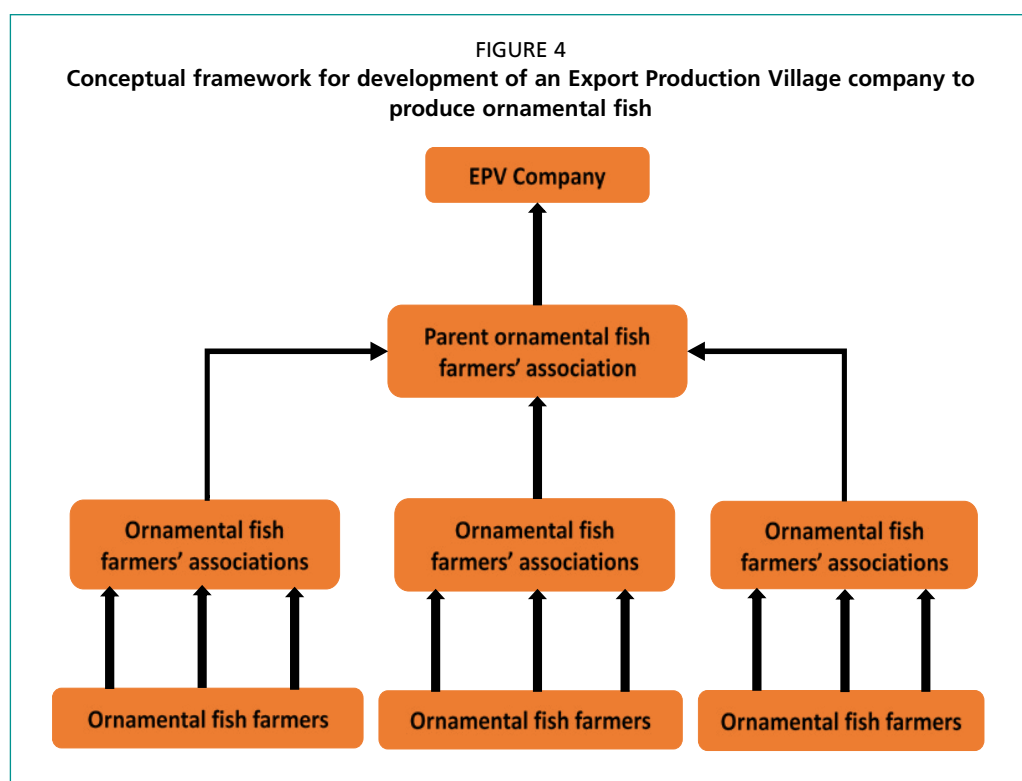 FIGURE 4
Conceptual framework for development of an Export Production Village company to
produce ornamental fish
EPV Company
Parent ornamental fish
farmers’ association
Ornamental fish
farmers’ associations
Ornamental fish
farmers’ associations
Ornamental fish
farmers’ associations
Ornamental fish farmers
Ornamental fish farmers
Ornamental fish farmers